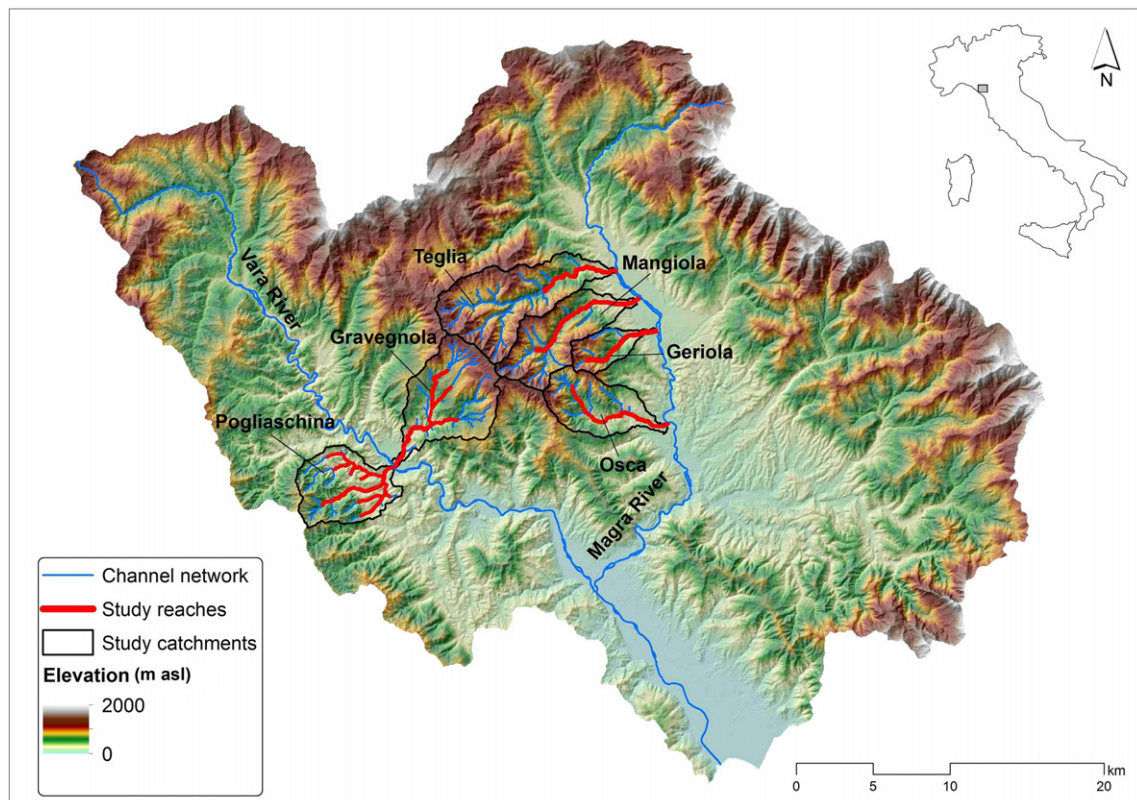 N
Vara River
Teglia
Mangiola
Gravegnola
Geriola
Pogliaschina
Osca
Magra River
Channel network
Study reaches
Study catchments
Elevation (m asl)
2000
0
km
0 5 10 20